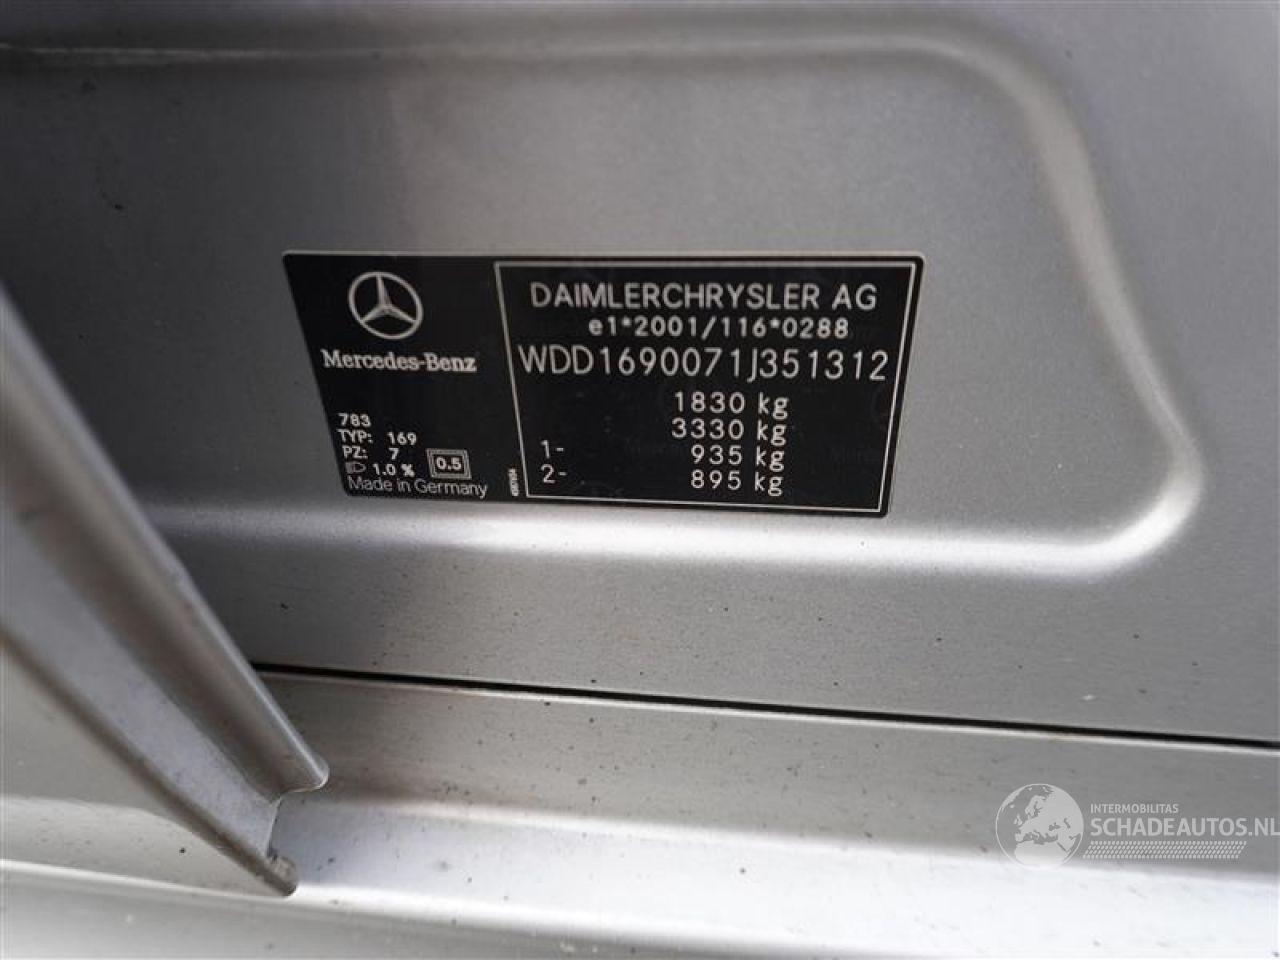 Mercedes-Benz
783
TYP: 169
PZ: 7
1.0 %
0.5
Made in Germany
DAIMLERCHRYSLER AG
e1*2001/116*0288
WDD1690071J351312
1830 kg
3330 kg
1- 935 kg
2- 895 kg
INTERMOBILITAS
SCHADEAUTOS.NL